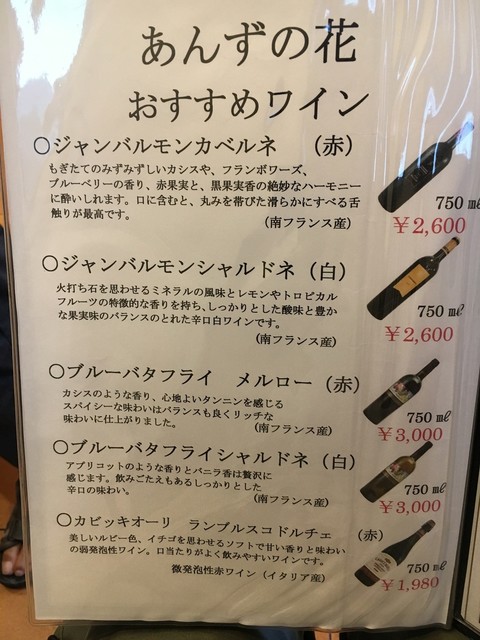 あんずの花
おすすめワイン
〇ジャンバルモンカベルネ （赤）
もぎたてのみずみずしいカシスや、フランボワーズ、
ブルーベリーの香り、赤果実と、黒果実香の絶妙なハーモニー
に酔いしれます。口に含むと、丸みを帯びた滑らかにすべる舌
触りが最高です。
（南フランス産）
750㎖
￥2,600
〇ジャンバルモンシャルドネ（白）
火打ち石を思わせるミネラルの風味とレモンやトロピカル
フルーツの特徴的な香りを持ち、しっかりとした酸味と豊か
な果実味のバランスのとれた辛口白ワインです。
（南フランス産）
750㎖
￥2,600
〇ブルーバタフライ メルロー（赤）
カシスのような香り、心地よいタンニンを感じる
スパイシーな味わいはバランスも良くリッチな
味わいに仕上がりました。
（南フランス産）
750㎖
￥3,000
〇ブルーバタフライシャルドネ（白）
アプリコットのような香りとバニラ香は贅沢に
感じます。飲みごたえもあるしっかりとした
辛口の味わい。
（南フランス産）
750㎖
￥3,000
〇カビッキオーリ ランブルスコドルチェ （赤）
美しいルビー色、イチゴを思わせるソフトで甘い香りと味わい
の弱発泡性ワイン。口当たりがよく飲みやすいワインです。
微発泡性赤ワイン（イタリア産）
750㎖
￥1,980